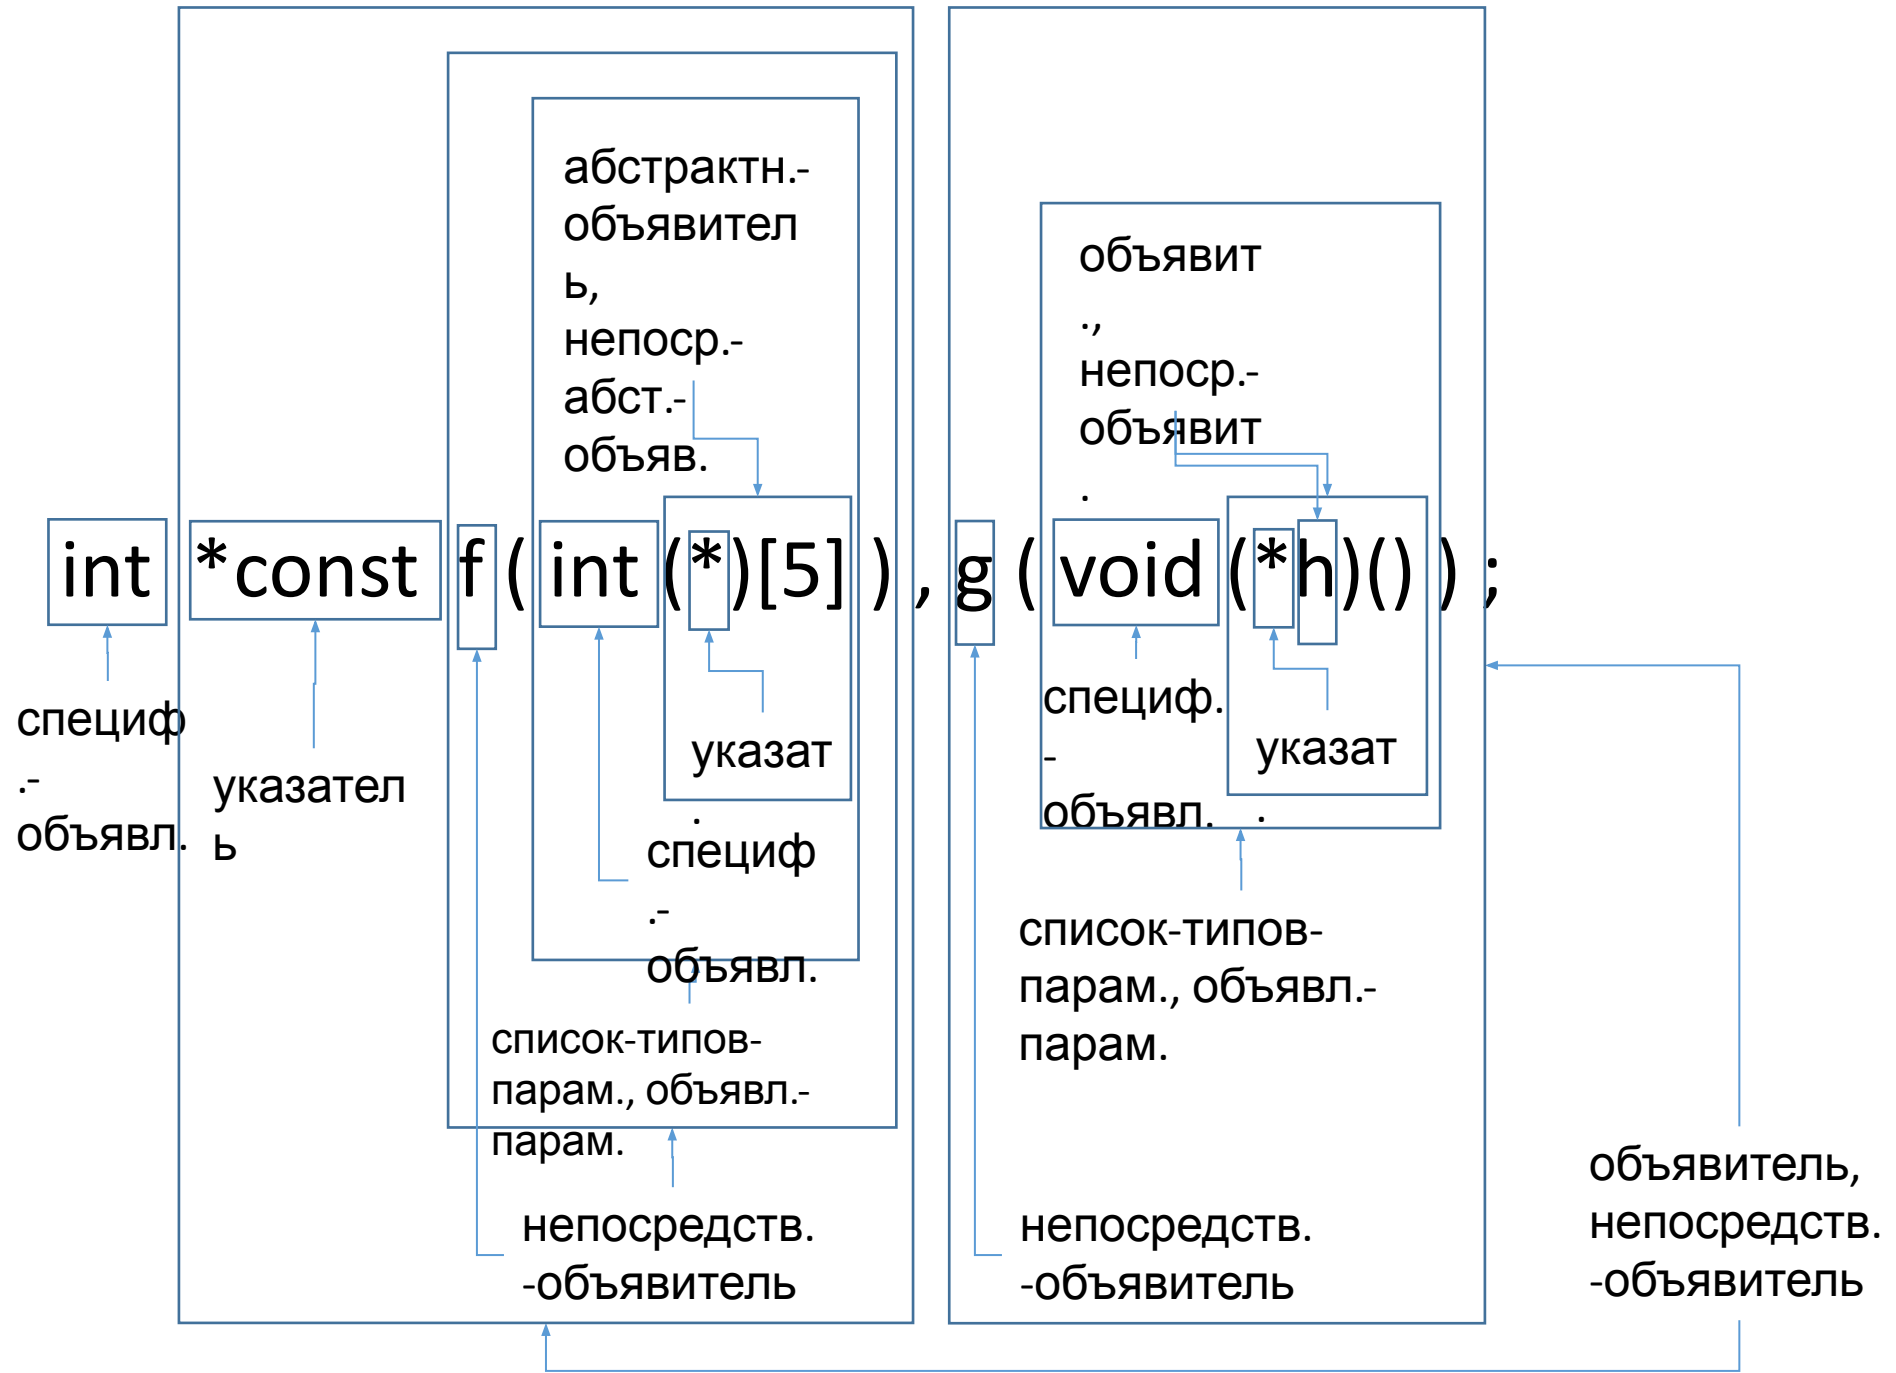 абстрактн.-
объявител
ь,
непоср.-
абст.-
объяв.
объявит
.,
непоср.-
объявит
.
int *const f ( int (*)[5] ) , g ( void (*h)() ) ;
специф
.-
объявл.
указател
ь
указат
.
специф
.-
объявл.
специф.
-
объявл.
указат
.
список-типов-
парам., объявл.-
парам.
список-типов-
парам., объявл.-
парам.
непосредств.
-объявитель
непосредств.
-объявитель
объявитель,
непосредств.
-объявитель